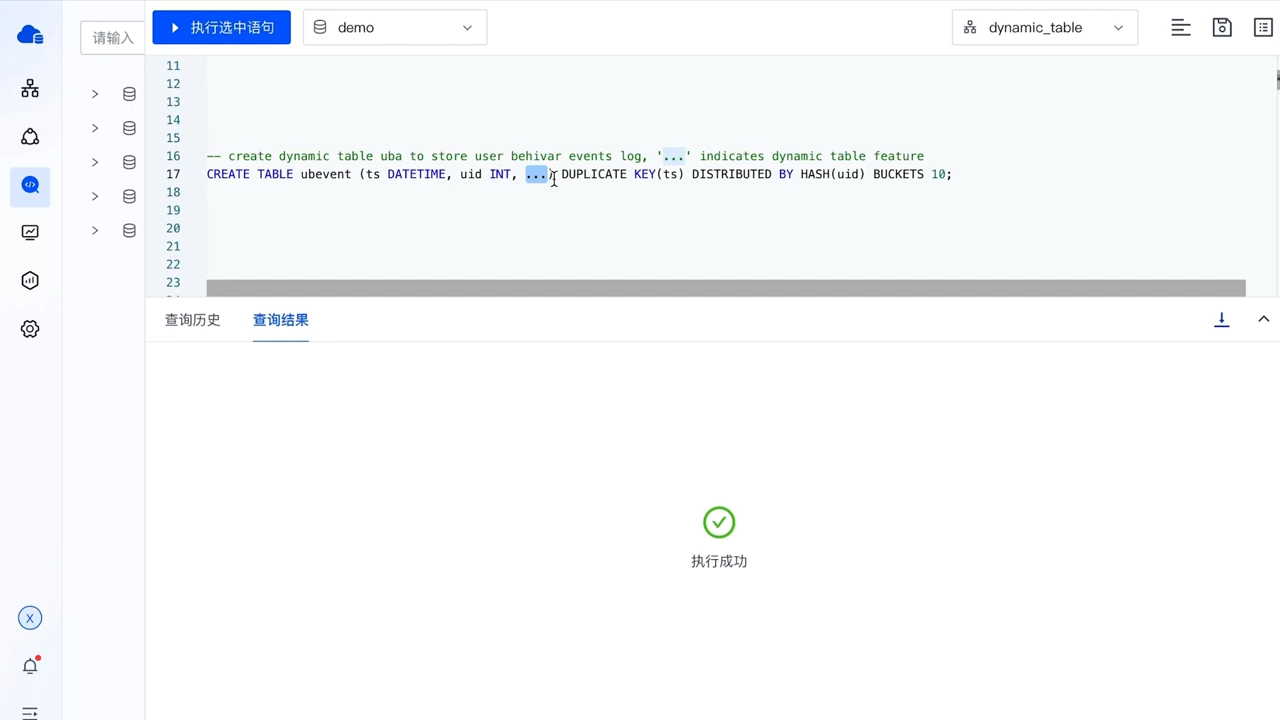 请输入
执行选中语句
demo
dynamic_table
11
12
13
14
15
16 -- create dynamic table uba to store user behivar events log, '...' indicates dynamic table feature
17 CREATE TABLE ubevent (ts DATETIME, uid INT, ...) DUPLICATE KEY(ts) DISTRIBUTED BY HASH(uid) BUCKETS 10;
18
19
20
21
22
23
查询历史
查询结果
执行成功
X